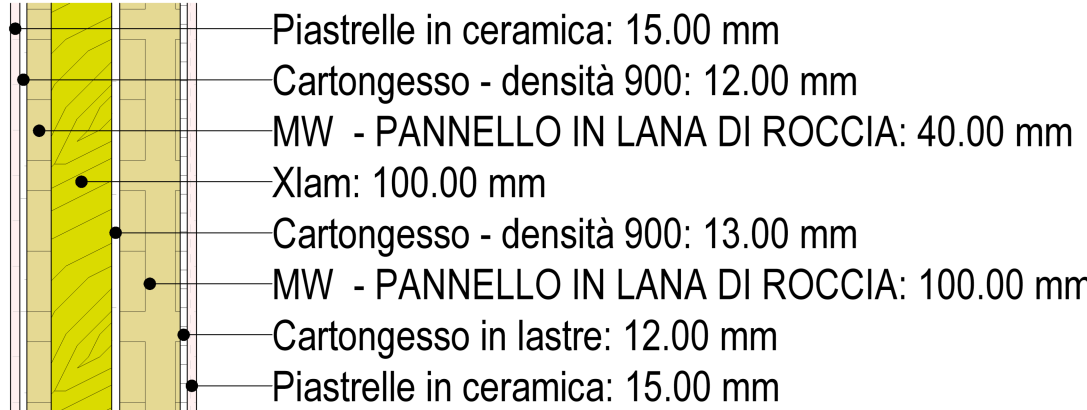 Piastrelle in ceramica: 15.00 mm
Cartongesso - densità 900: 12.00 mm
MW  - PANNELLO IN LANA DI ROCCIA: 40.00 mm
Xlam: 100.00 mm
Cartongesso - densità 900: 13.00 mm
MW  - PANNELLO IN LANA DI ROCCIA: 100.00 mm
Cartongesso in lastre: 12.00 mm
Piastrelle in ceramica: 15.00 mm